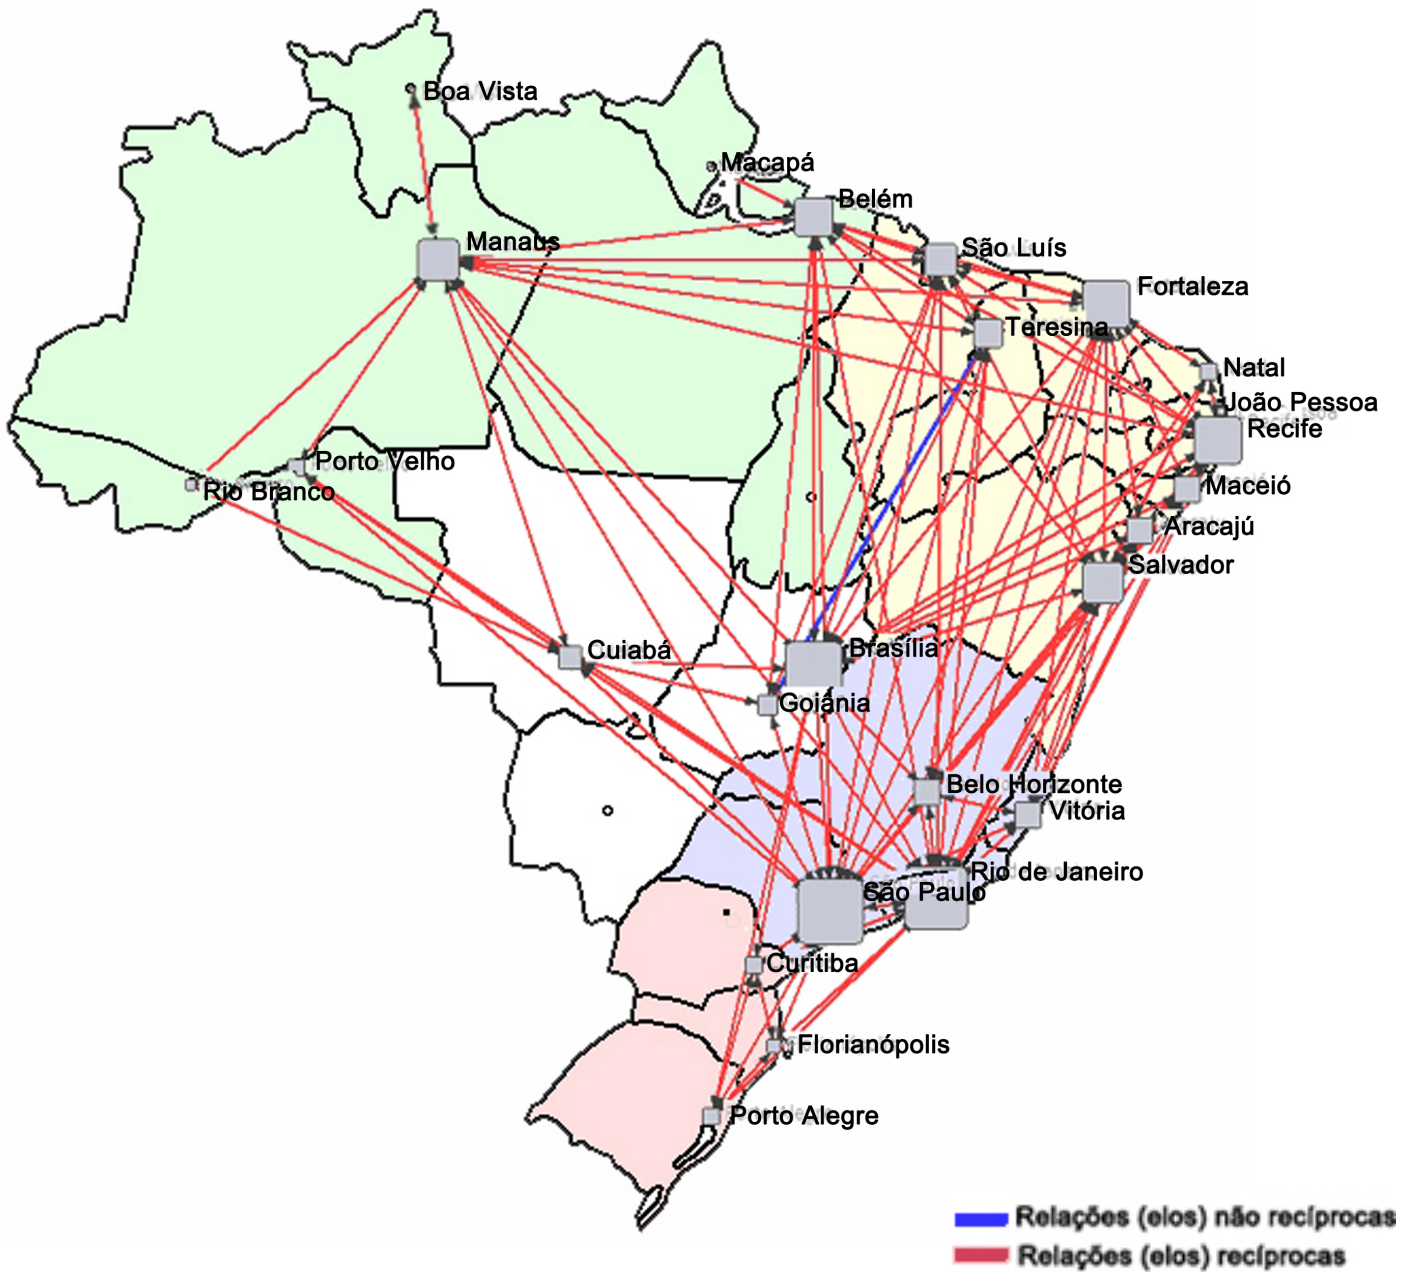 Boa Vista
Macapá
Belém
Manaus
São Luís
Fortaleza
Teresina
Natal
João Pessoa
Recife
Porto Velho
Rio Branco
Maceió
Aracajú
Salvador
Cuiabá
Brasília
Goiânia
Belo Horizonte
Vitória
Rio de Janeiro
São Paulo
Curitiba
Florianópolis
Porto Alegre
Relações (elos) não recíprocas
Relações (elos) recíprocas